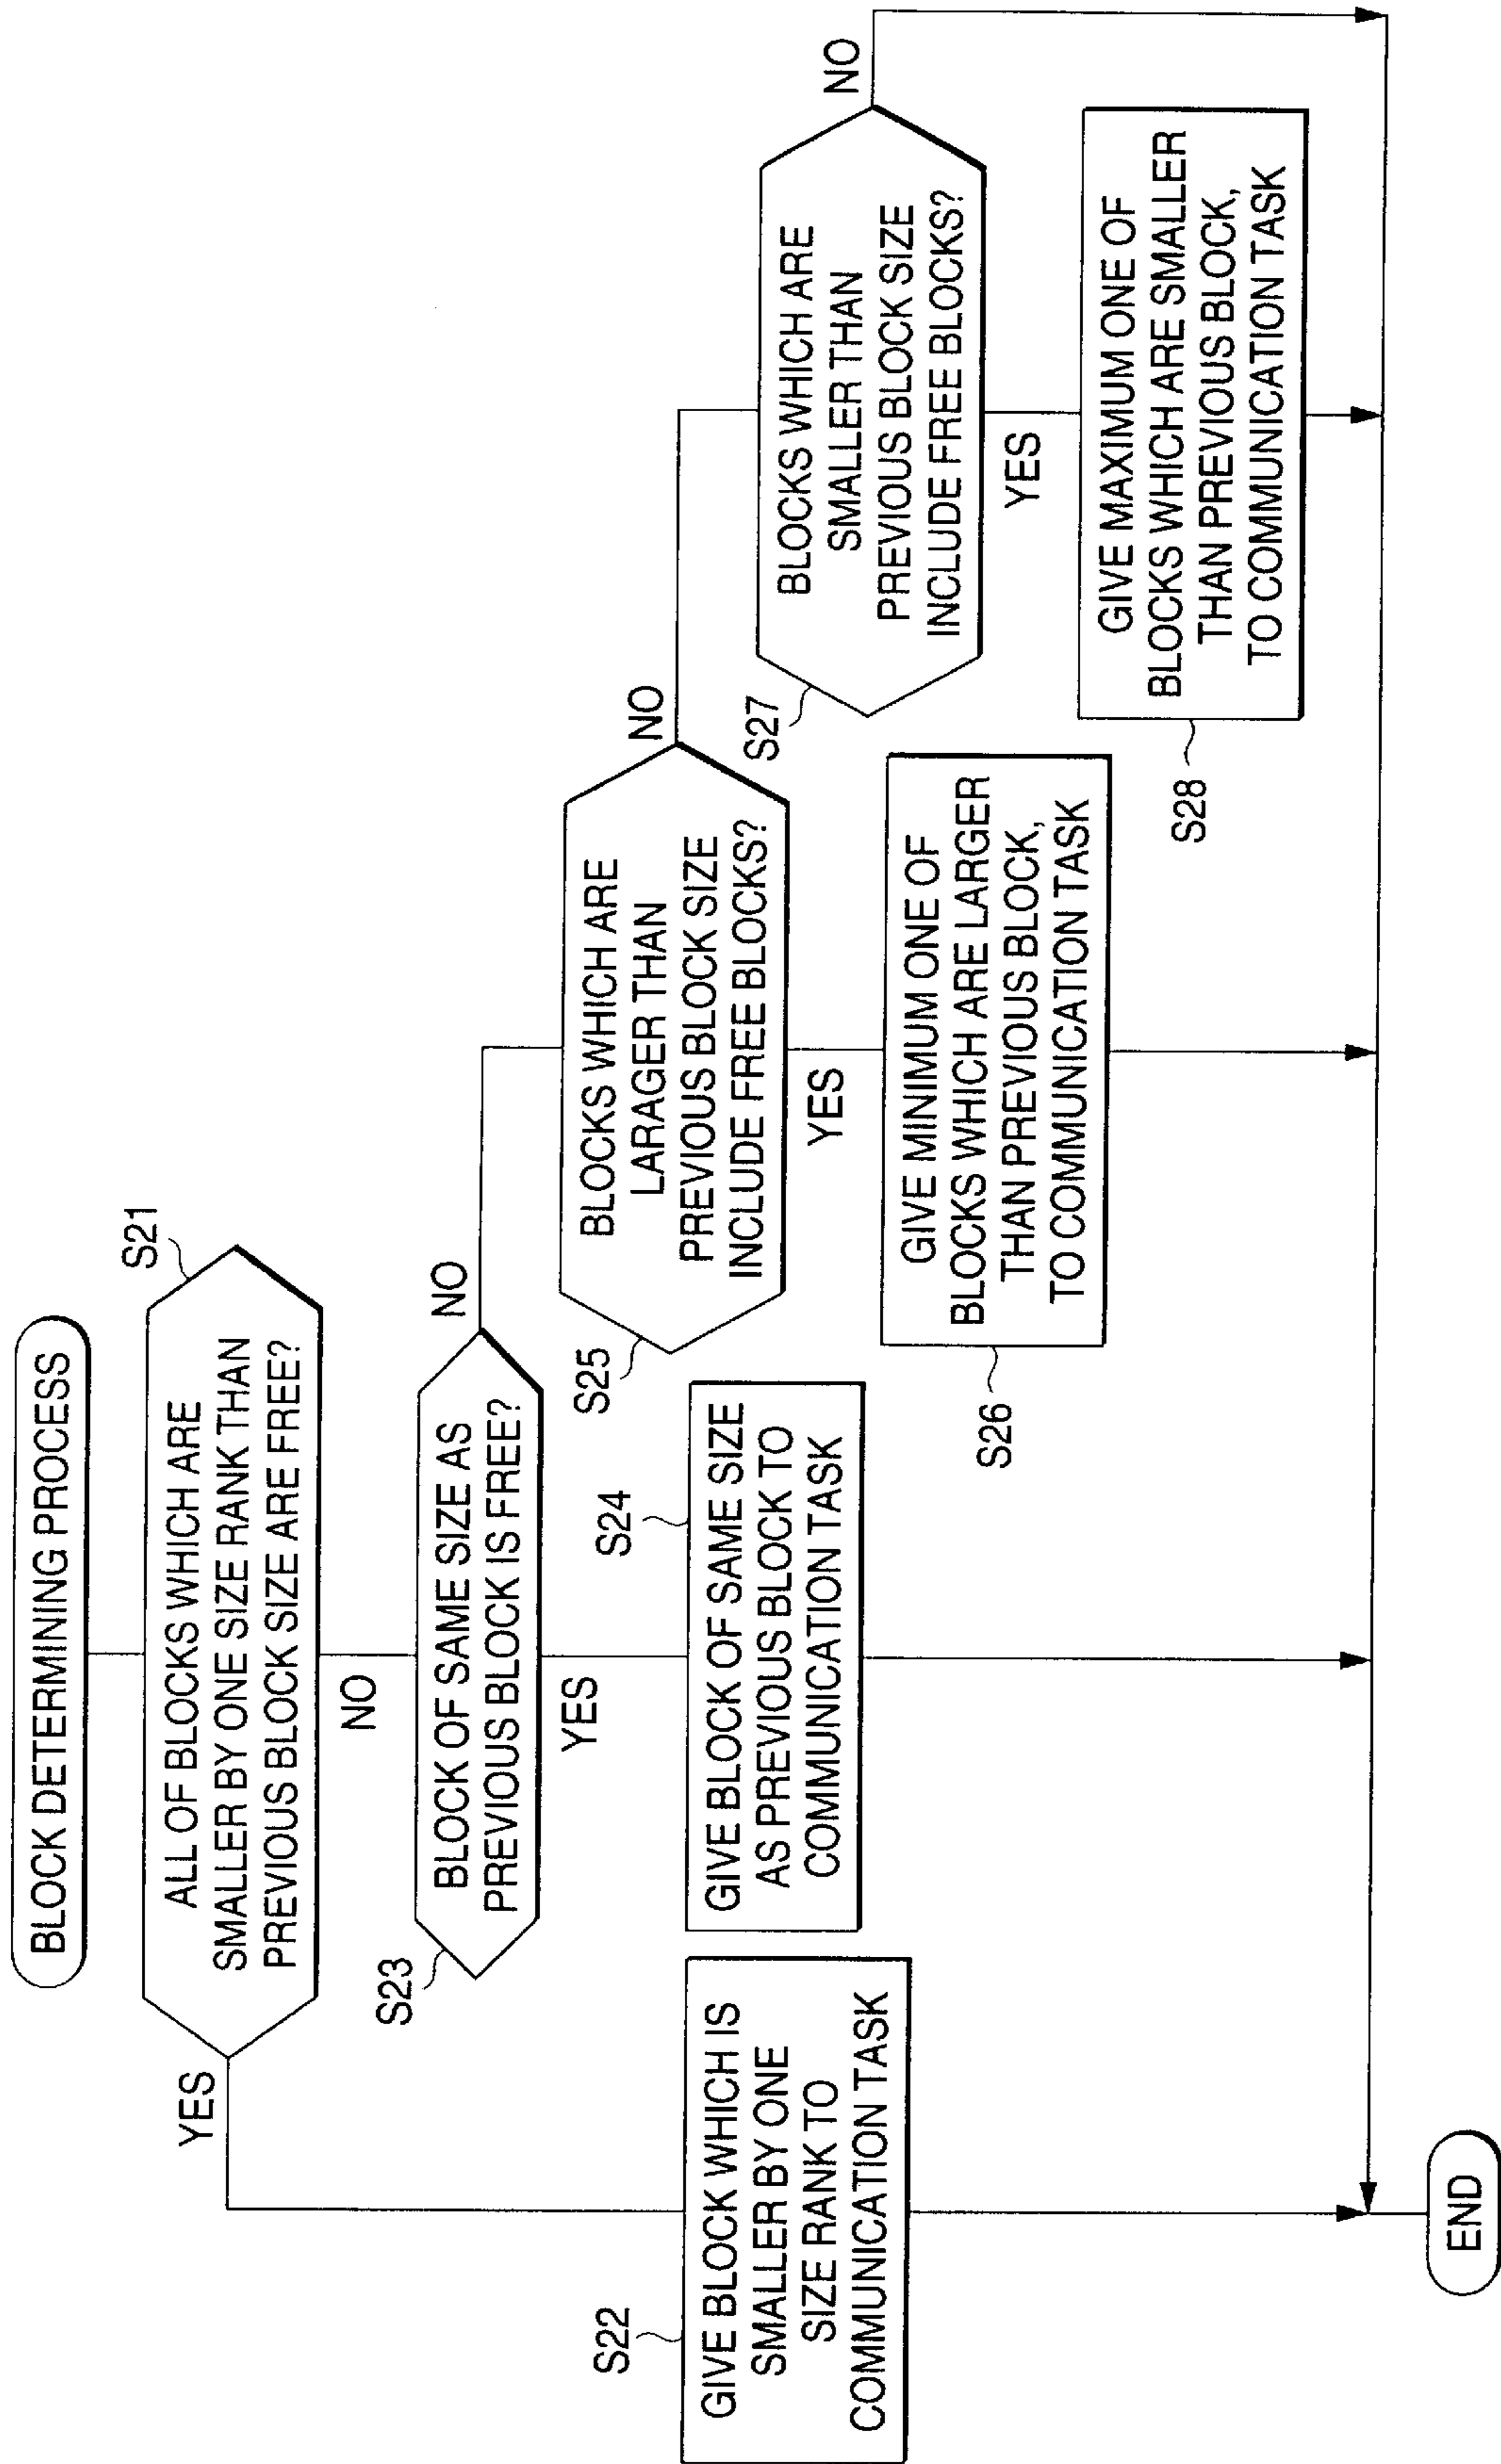 BLOCK DETERMINING PROCESS
S21
ALL OF BLOCKS WHICH ARE
SMALLER BY ONE SIZE RANK THAN
PREVIOUS BLOCK SIZE ARE FREE?
YES
NO
S22
GIVE BLOCK WHICH IS
SMALLER BY ONE
SIZE RANK TO
COMMUNICATION TASK
S23
BLOCK OF SAME SIZE AS
PREVIOUS BLOCK IS FREE?
NO
YES
S24
GIVE BLOCK OF SAME SIZE
AS PREVIOUS BLOCK TO
COMMUNICATION TASK
S25
BLOCKS WHICH ARE
LARAGER THAN
PREVIOUS BLOCK SIZE
INCLUDE FREE BLOCKS?
NO
YES
S26
GIVE MINIMUM ONE OF
BLOCKS WHICH ARE LARGER
THAN PREVIOUS BLOCK,
TO COMMUNICATION TASK
S27
BLOCKS WHICH ARE
SMALLER THAN
PREVIOUS BLOCK SIZE
INCLUDE FREE BLOCKS?
NO
YES
S28
GIVE MAXIMUM ONE OF
BLOCKS WHICH ARE SMALLER
THAN PREVIOUS BLOCK,
TO COMMUNICATION TASK
END